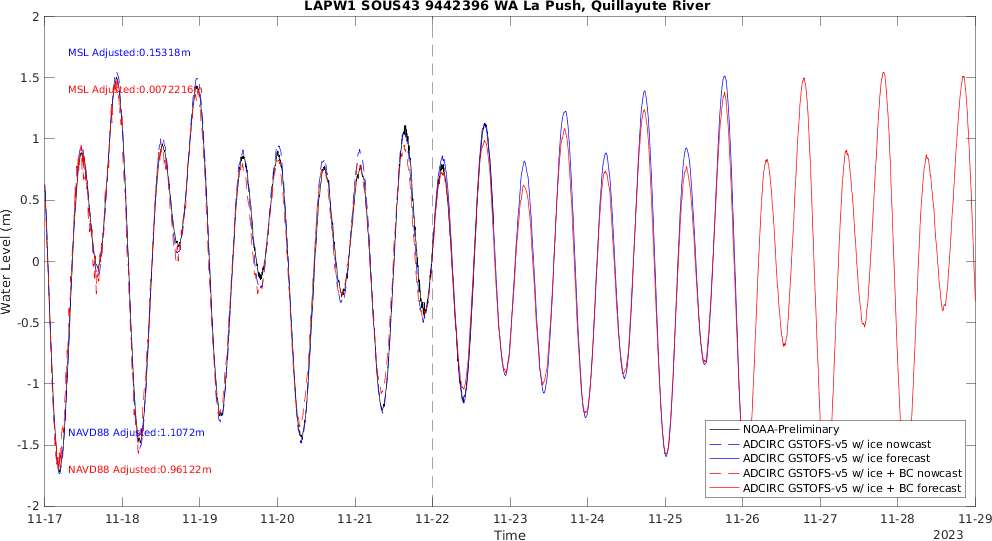 LAPW1 SOUS43 9442396 WA La Push, Quillayute River
2
1.5
1
0.5
0
-0.5
-1
-1.5
-2
Water Level (m)
MSL Adjusted:0.15318m
MSL Adjusted:0.0072216m
NAVD88 Adjusted:1.1072m
NAVD88 Adjusted:0.96122m
NOAA-Preliminary
ADCIRC GSTOFS-v5 w/ ice nowcast
ADCIRC GSTOFS-v5 w/ ice forecast
ADCIRC GSTOFS-v5 w/ ice + BC nowcast
ADCIRC GSTOFS-v5 w/ ice + BC forecast
11-17 11-18 11-19 11-20 11-21 11-22 11-23 11-24 11-25 11-26 11-27 11-28 11-29
Time
2023